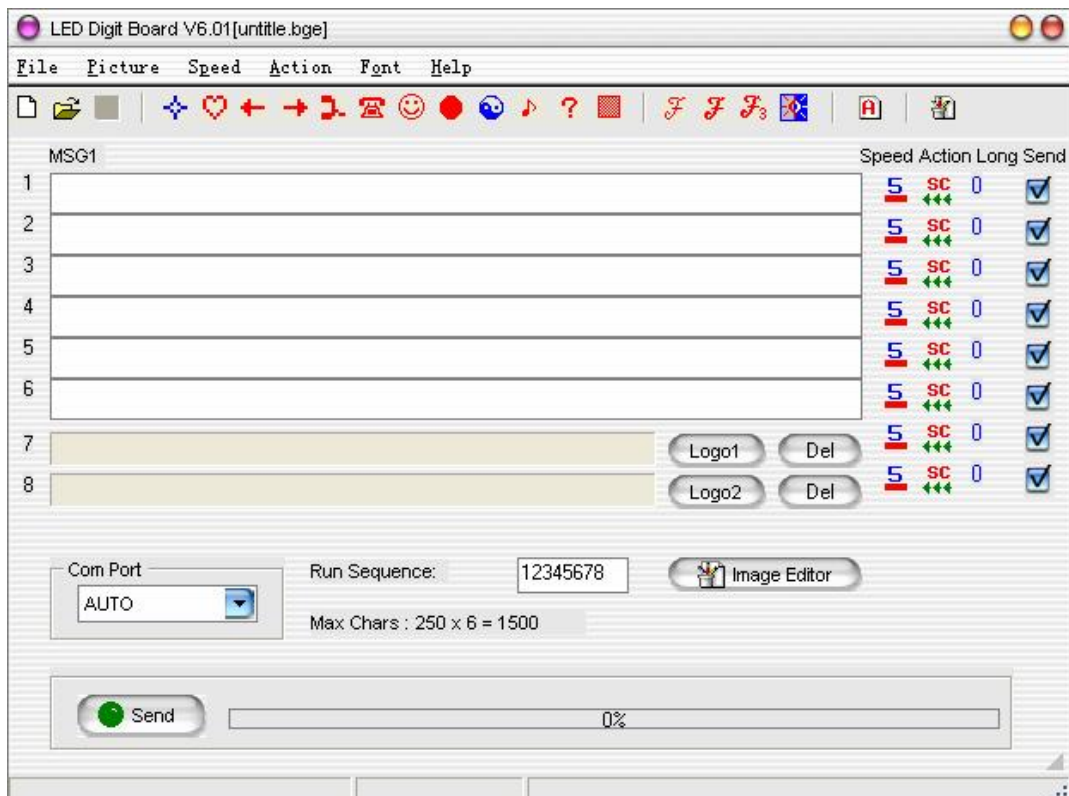 LED Digit Board V6.01[untitle.bge]
File Picture Speed Action Font Help
? F F F3 A
MSG1 Speed Action Long Send
1 5 SC 0
2 5 SC 0
3 5 SC 0
4 5 SC 0
5 5 SC 0
6 5 SC 0
7 Logo1 Del 5 SC 0
8 Logo2 Del 5 SC 0
Com Port
AUTO
Run Sequence: 12345678 Image Editor
Max Chars : 250 x 6 = 1500
Send 0%